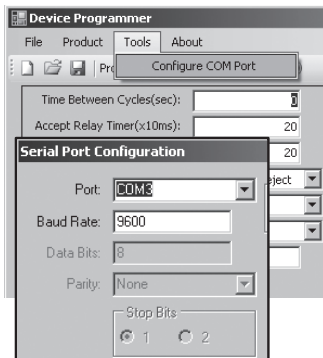 Device Programmer
File Product Tools About
Configure COM Port
Time Between Cycles(sec): 0
Accept Relay Timer(x10ms): 20
20
Serial Port Configuration
Port: COM3
Baud Rate: 9600
Data Bits: 8
Parity: None
Stop Bits
1 2